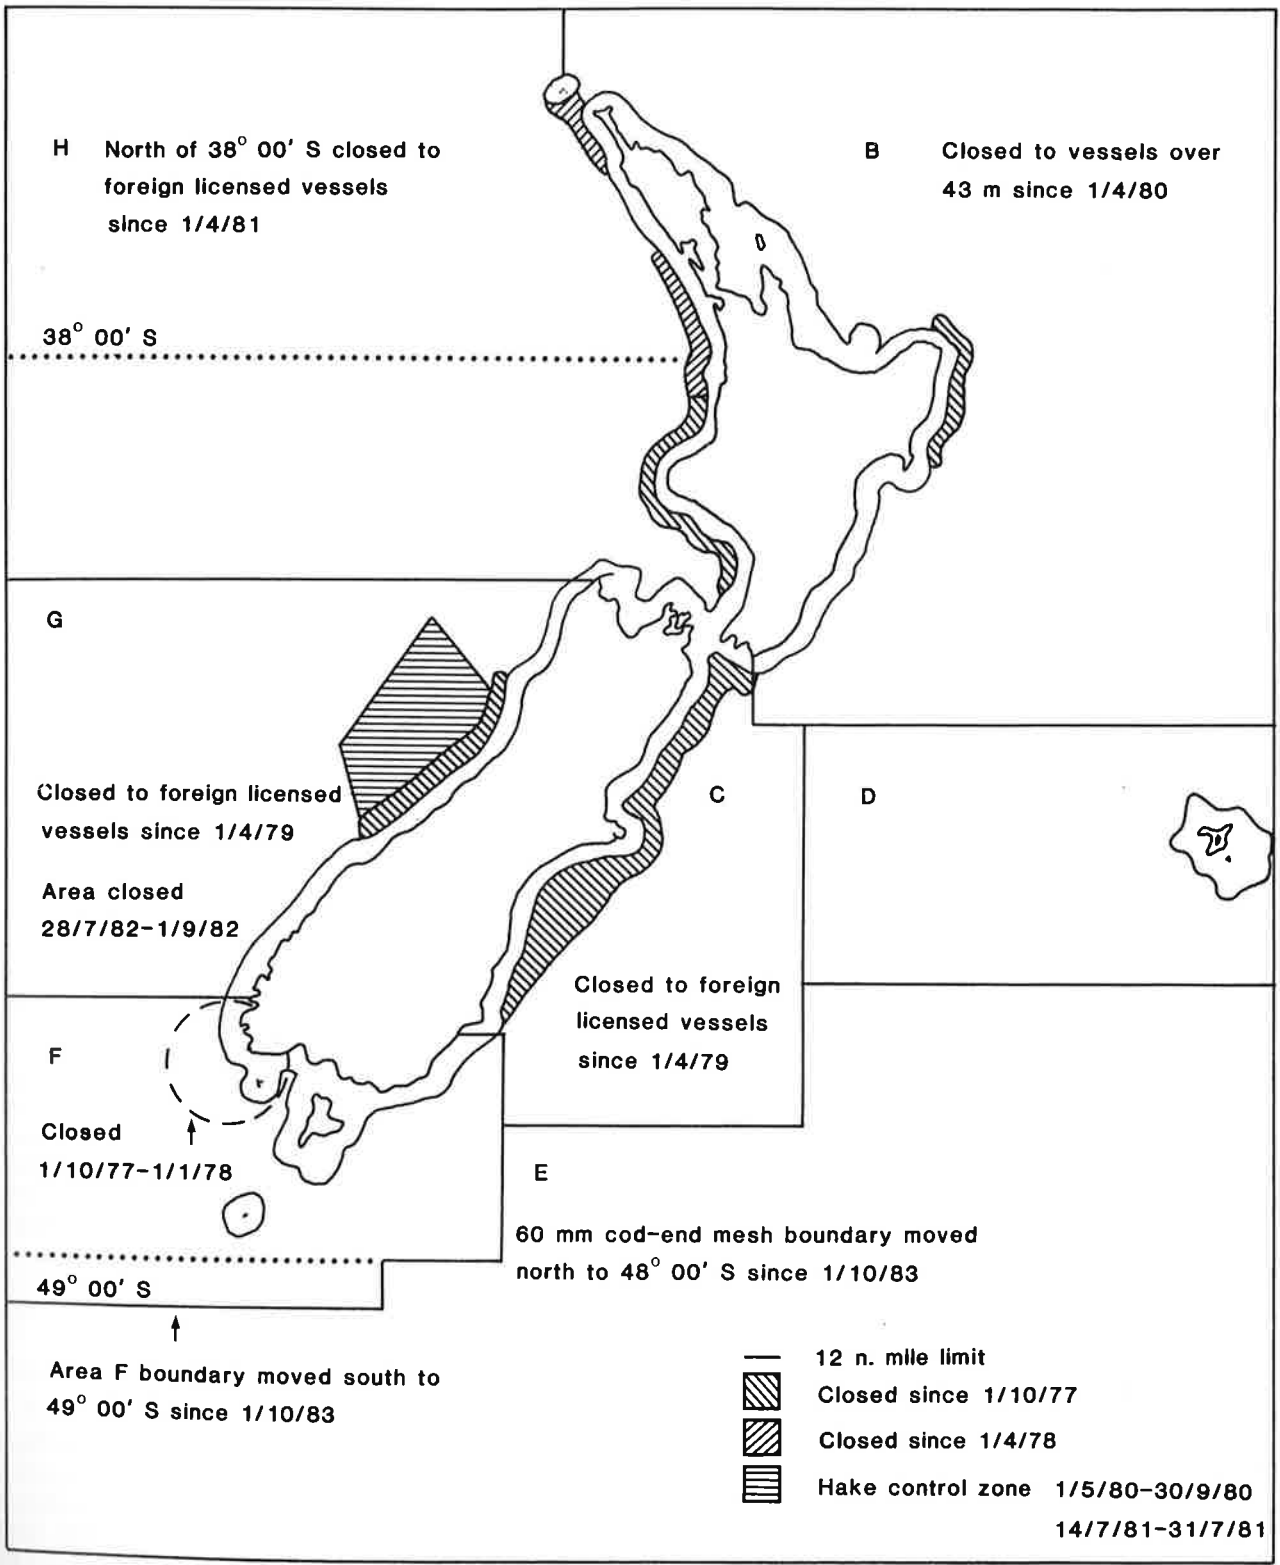 H North of 38° 00' S closed to
foreign licensed vessels
since 1/4/81
B Closed to vessels over
43 m since 1/4/80
38° 00' S
G
Closed to foreign licensed
vessels since 1/4/79
Area closed
28/7/82-1/9/82
C
D
Closed to foreign
licensed vessels
since 1/4/79
F
Closed
1/10/77-1/1/78
E
60 mm cod-end mesh boundary moved
north to 48° 00' S since 1/10/83
49° 00' S
Area F boundary moved south to
49° 00' S since 1/10/83
12 n. mile limit
Closed since 1/10/77
Closed since 1/4/78
Hake control zone 1/5/80-30/9/80
14/7/81-31/7/81